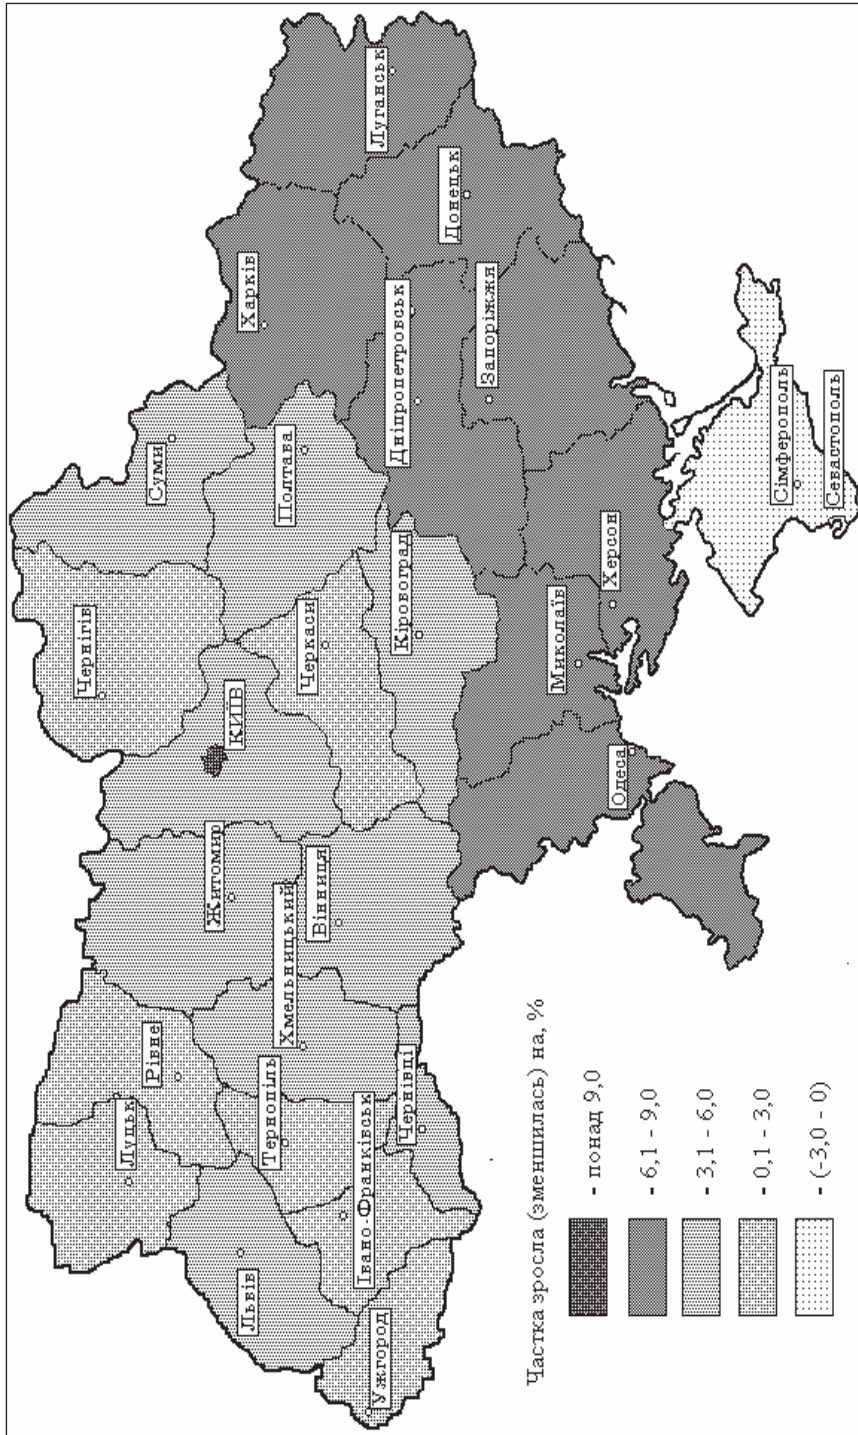 Луцьк
Рівне
Житомир
КИЇВ
Чернігів
Суми
Львів
Тернопіль
Хмельницький
Вінниця
Черкаси
Полтава
Харків
Луганськ
Ужгород
Івано-Франківськ
Чернівці
Кіровоград
Дніпропетровськ
Донецьк
Запоріжжя
Одеса
Миколаїв
Херсон
Сімферополь
Севастополь
Частка зросла (зменшилась) на, %
- понад 9,0
- 6,1 - 9,0
- 3,1 - 6,0
- 0,1 - 3,0
- (-3,0 - 0)